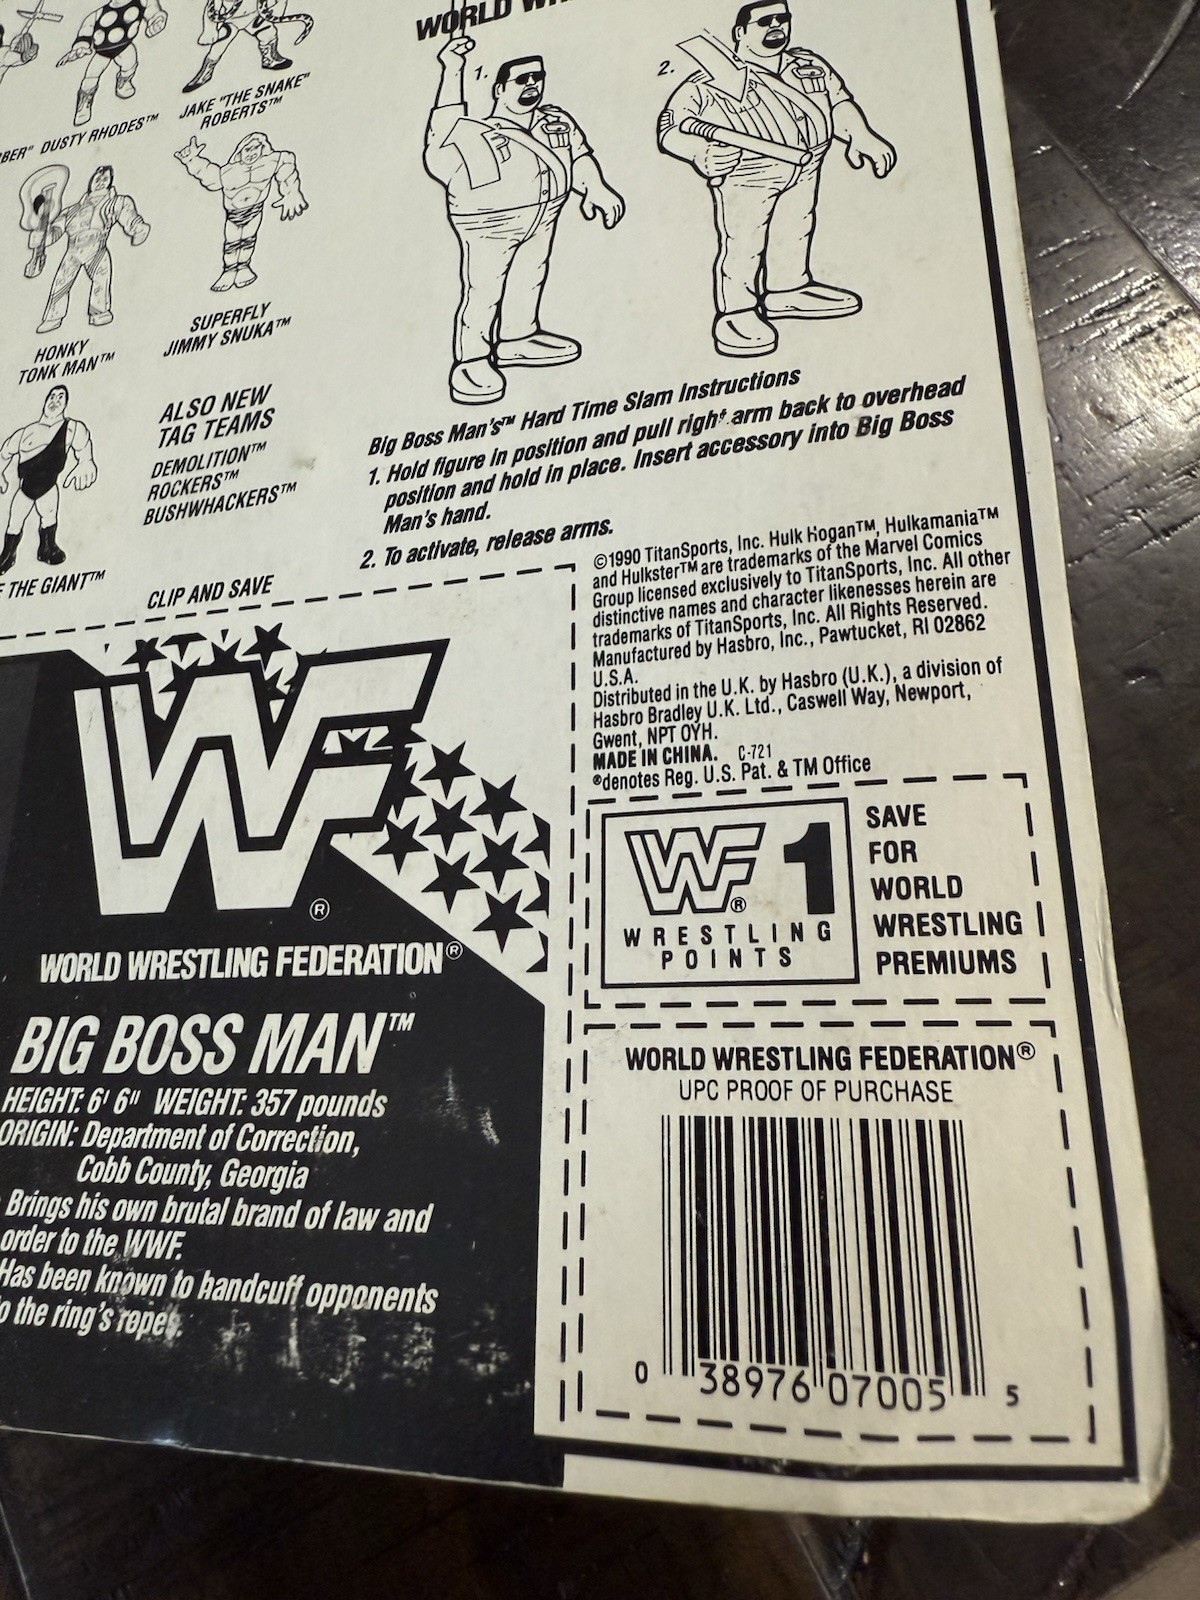 WORLD
1.
2.
DUSTY RHODES™
JAKE "THE SNAKE"
ROBERTS™
HONKY
TONK MAN™
SUPERFLY
JIMMY SNUKA™
ALSO NEW
TAG TEAMS
DEMOLITION™
ROCKERS™
BUSHWHACKERS™
THE GIANT™
Big Boss Man's™ Hard Time Slam Instructions
1. Hold figure in position and pull right arm back to overhead
position and hold in place. Insert accessory into Big Boss
Man's hand.
2. To activate, release arms.
CLIP AND SAVE
©1990 TitanSports, Inc. Hulk Hogan™, Hulkamania™
and Hulkster™ are trademarks of the Marvel Comics
Group licensed exclusively to TitanSports, Inc. All other
distinctive names and character likenesses herein are
trademarks of TitanSports, Inc. All Rights Reserved.
Manufactured by Hasbro, Inc., Pawtucket, RI 02862
U.S.A.
Distributed in the U.K. by Hasbro (U.K.), a division of
Hasbro Bradley U.K. Ltd., Caswell Way, Newport,
Gwent, NPT OYH.
MADE IN CHINA. C-721
®denotes Reg. U.S. Pat. & TM Office
WF®
WORLD WRESTLING FEDERATION®
BIG BOSS MAN™
HEIGHT: 6' 6" WEIGHT: 357 pounds
ORIGIN: Department of Correction,
Cobb County, Georgia
Brings his own brutal brand of law and
order to the WWF.
Has been known to handcuff opponents
the ring's ropes.
WF® 1
WRESTLING
POINTS
SAVE
FOR
WORLD
WRESTLING
PREMIUMS
WORLD WRESTLING FEDERATION®
UPC PROOF OF PURCHASE
0 38976 07005 5